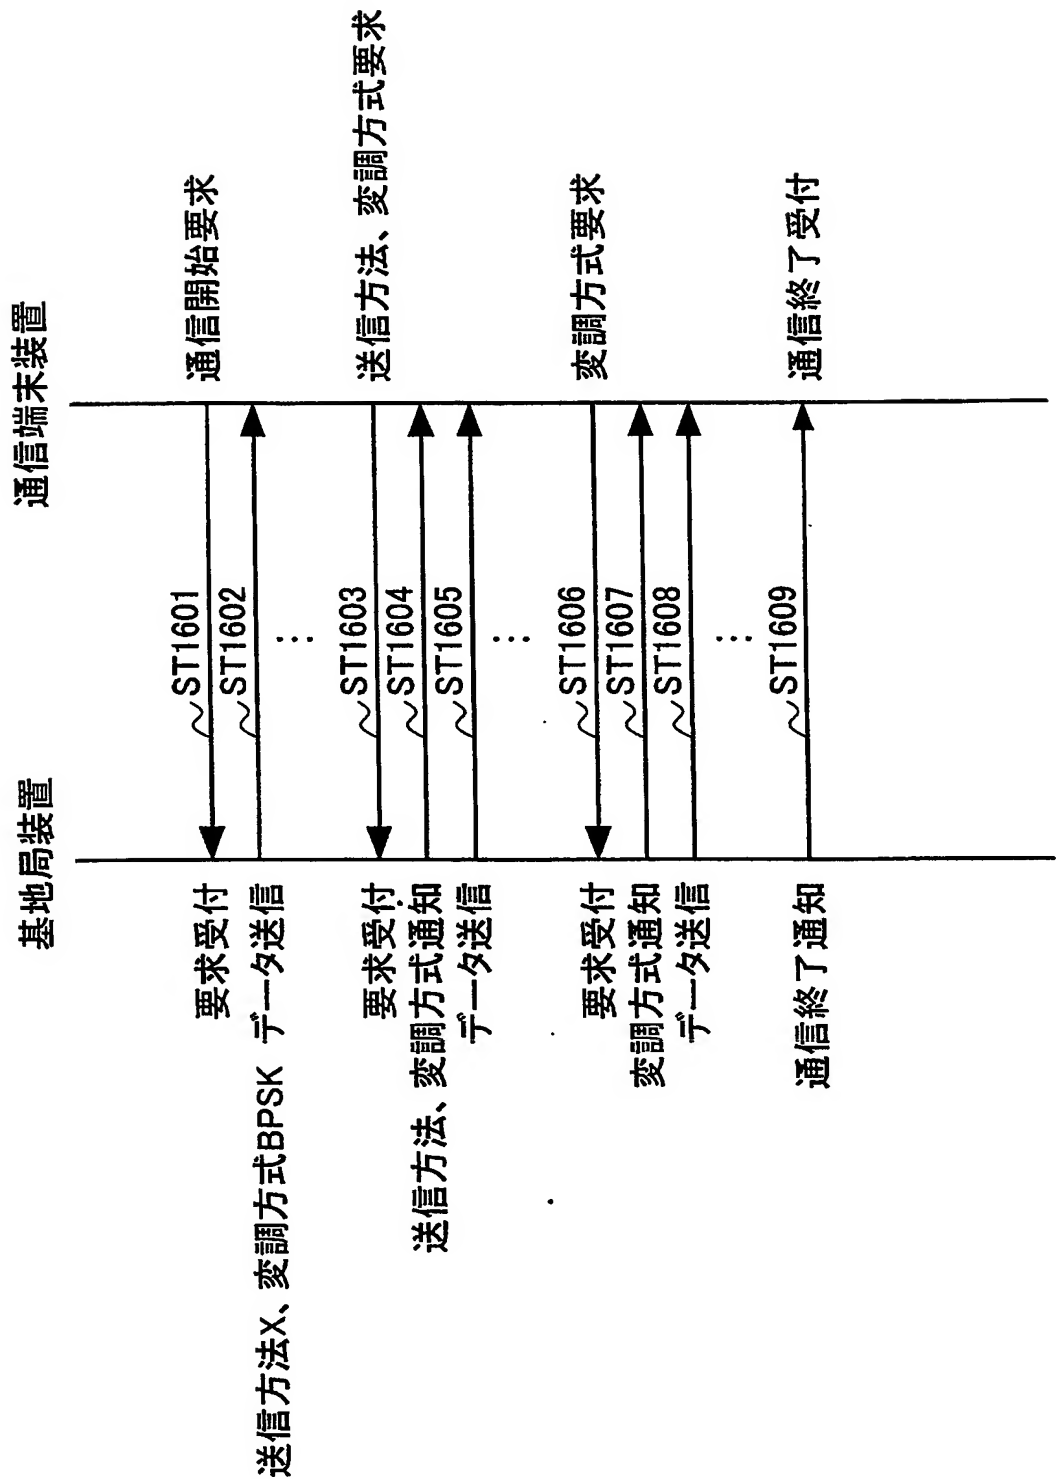 基地局装置
通信端末装置
要求受付
ST1601
通信開始要求
送信方法X、変調方式BPSK データ送信
ST1602
要求受付
ST1603
送信方法、変調方式要求
送信方法、変調方式通知
ST1604
データ送信
ST1605
要求受付
ST1606
変調方式要求
変調方式通知
ST1607
データ送信
ST1608
通信終了通知
ST1609
通信終了受付